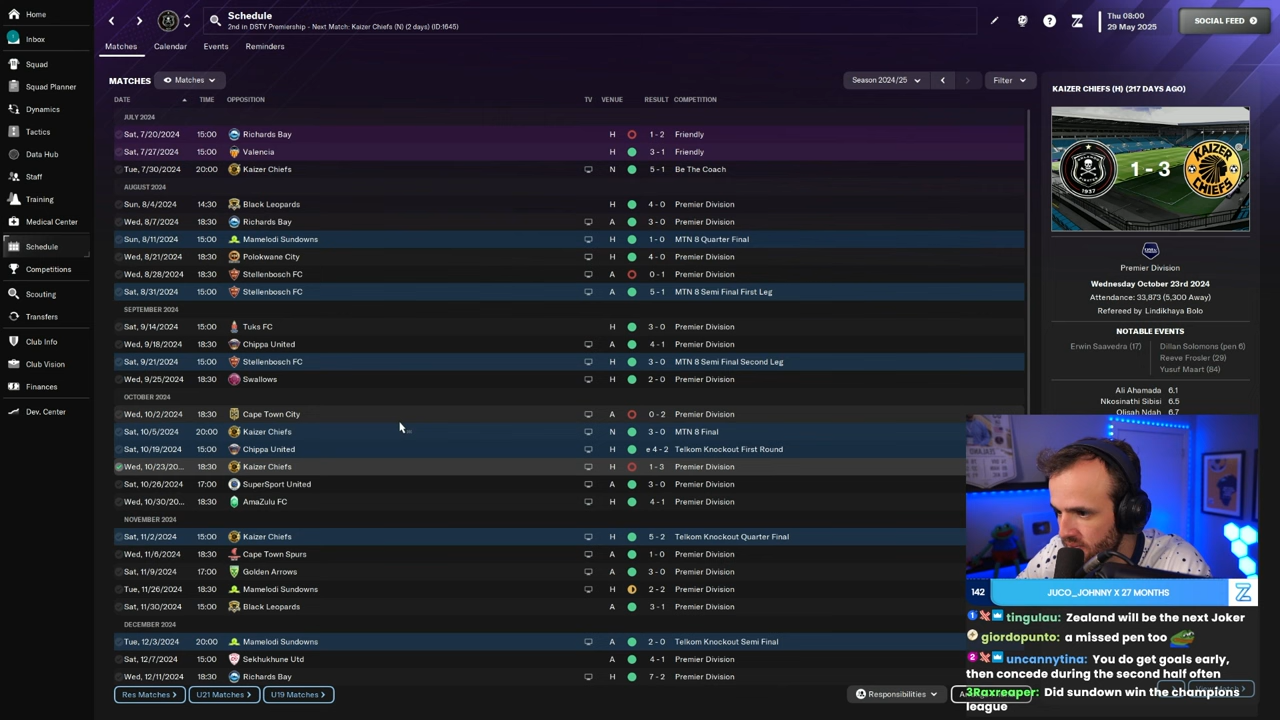 Home
Inbox
Squad
Squad Planner
Dynamics
Tactics
Data Hub
Staff
Training
Medical Center
Schedule
Competitions
Scouting
Transfers
Club Info
Club Vision
Finances
Dev. Center
Schedule
2nd in DSTV Premiership - Next Match: Kaizer Chiefs (N) (2 days) (ID:1645)
Thu 08:00
29 May 2025
SOCIAL FEED
Matches Calendar Events Reminders
MATCHES Matches Season 2024/25 Filter
DATE TIME OPPOSITION TV VENUE RESULT COMPETITION
JULY 2024
Sat, 7/20/2024 15:00 Richards Bay H 1 - 2 Friendly
Sat, 7/27/2024 15:00 Valencia H 3 - 1 Friendly
Tue, 7/30/2024 20:00 Kaizer Chiefs N 5 - 1 Be The Coach
AUGUST 2024
Sun, 8/4/2024 14:30 Black Leopards H 4 - 0 Premier Division
Wed, 8/7/2024 18:30 Richards Bay A 3 - 0 Premier Division
Sun, 8/11/2024 15:00 Mamelodi Sundowns H 1 - 0 MTN 8 Quarter Final
Wed, 8/21/2024 18:30 Polokwane City H 4 - 0 Premier Division
Wed, 8/28/2024 18:30 Stellenbosch FC A 0 - 1 Premier Division
Sat, 8/31/2024 15:00 Stellenbosch FC A 5 - 1 MTN 8 Semi Final First Leg
SEPTEMBER 2024
Sat, 9/14/2024 15:00 Tuks FC H 3 - 0 Premier Division
Wed, 9/18/2024 18:30 Chippa United A 4 - 1 Premier Division
Sat, 9/21/2024 15:00 Stellenbosch FC H 3 - 0 MTN 8 Semi Final Second Leg
Wed, 9/25/2024 18:30 Swallows H 2 - 0 Premier Division
OCTOBER 2024
Wed, 10/2/2024 18:30 Cape Town City A 0 - 2 Premier Division
Sat, 10/5/2024 20:00 Kaizer Chiefs N 3 - 0 MTN 8 Final
Sat, 10/19/2024 15:00 Chippa United H e 4 - 2 Telkom Knockout First Round
Wed, 10/23/20... 18:30 Kaizer Chiefs H 1 - 3 Premier Division
Sat, 10/26/2024 17:00 SuperSport United A 3 - 0 Premier Division
Wed, 10/30/20... 18:30 AmaZulu FC H 4 - 1 Premier Division
NOVEMBER 2024
Sat, 11/2/2024 15:00 Kaizer Chiefs H 5 - 2 Telkom Knockout Quarter Final
Wed, 11/6/2024 18:30 Cape Town Spurs A 1 - 0 Premier Division
Sat, 11/9/2024 17:00 Golden Arrows H 3 - 0 Premier Division
Tue, 11/26/2024 18:30 Mamelodi Sundowns H 2 - 2 Premier Division
Sat, 11/30/2024 15:00 Black Leopards A 3 - 1 Premier Division
DECEMBER 2024
Tue, 12/3/2024 20:00 Mamelodi Sundowns A 2 - 0 Telkom Knockout Semi Final
Sat, 12/7/2024 15:00 Sekhukhune Utd A 4 - 1 Premier Division
Wed, 12/11/2024 18:30 Richards Bay H 7 - 2 Premier Division
Res Matches U21 Matches U19 Matches Responsibilities
KAIZER CHIEFS (H) (217 DAYS AGO)
1937
1 - 3
KAIZER
CHIEFS
Premier Division
Wednesday October 23rd 2024
Attendance: 33,873 (5,300 Away)
Refereed by Lindikhaya Bolo
NOTABLE EVENTS
Erwin Saavedra (17) Dillan Solomons (pen 6)
Reeve Frosler (29)
Yusuf Maart (84)
Ali Ahamada 6.1
Nkosinathi Sibisi 6.5
Olisah Ndah 6.7
142 JUCO_JOHNNY X 27 MONTHS
tingulau: Zealand will be the next Joker
giordopunto: a missed pen too
uncannytina: You do get goals early,
then concede during the second half often
3Raxreaper: Did sundown win the Champions
league